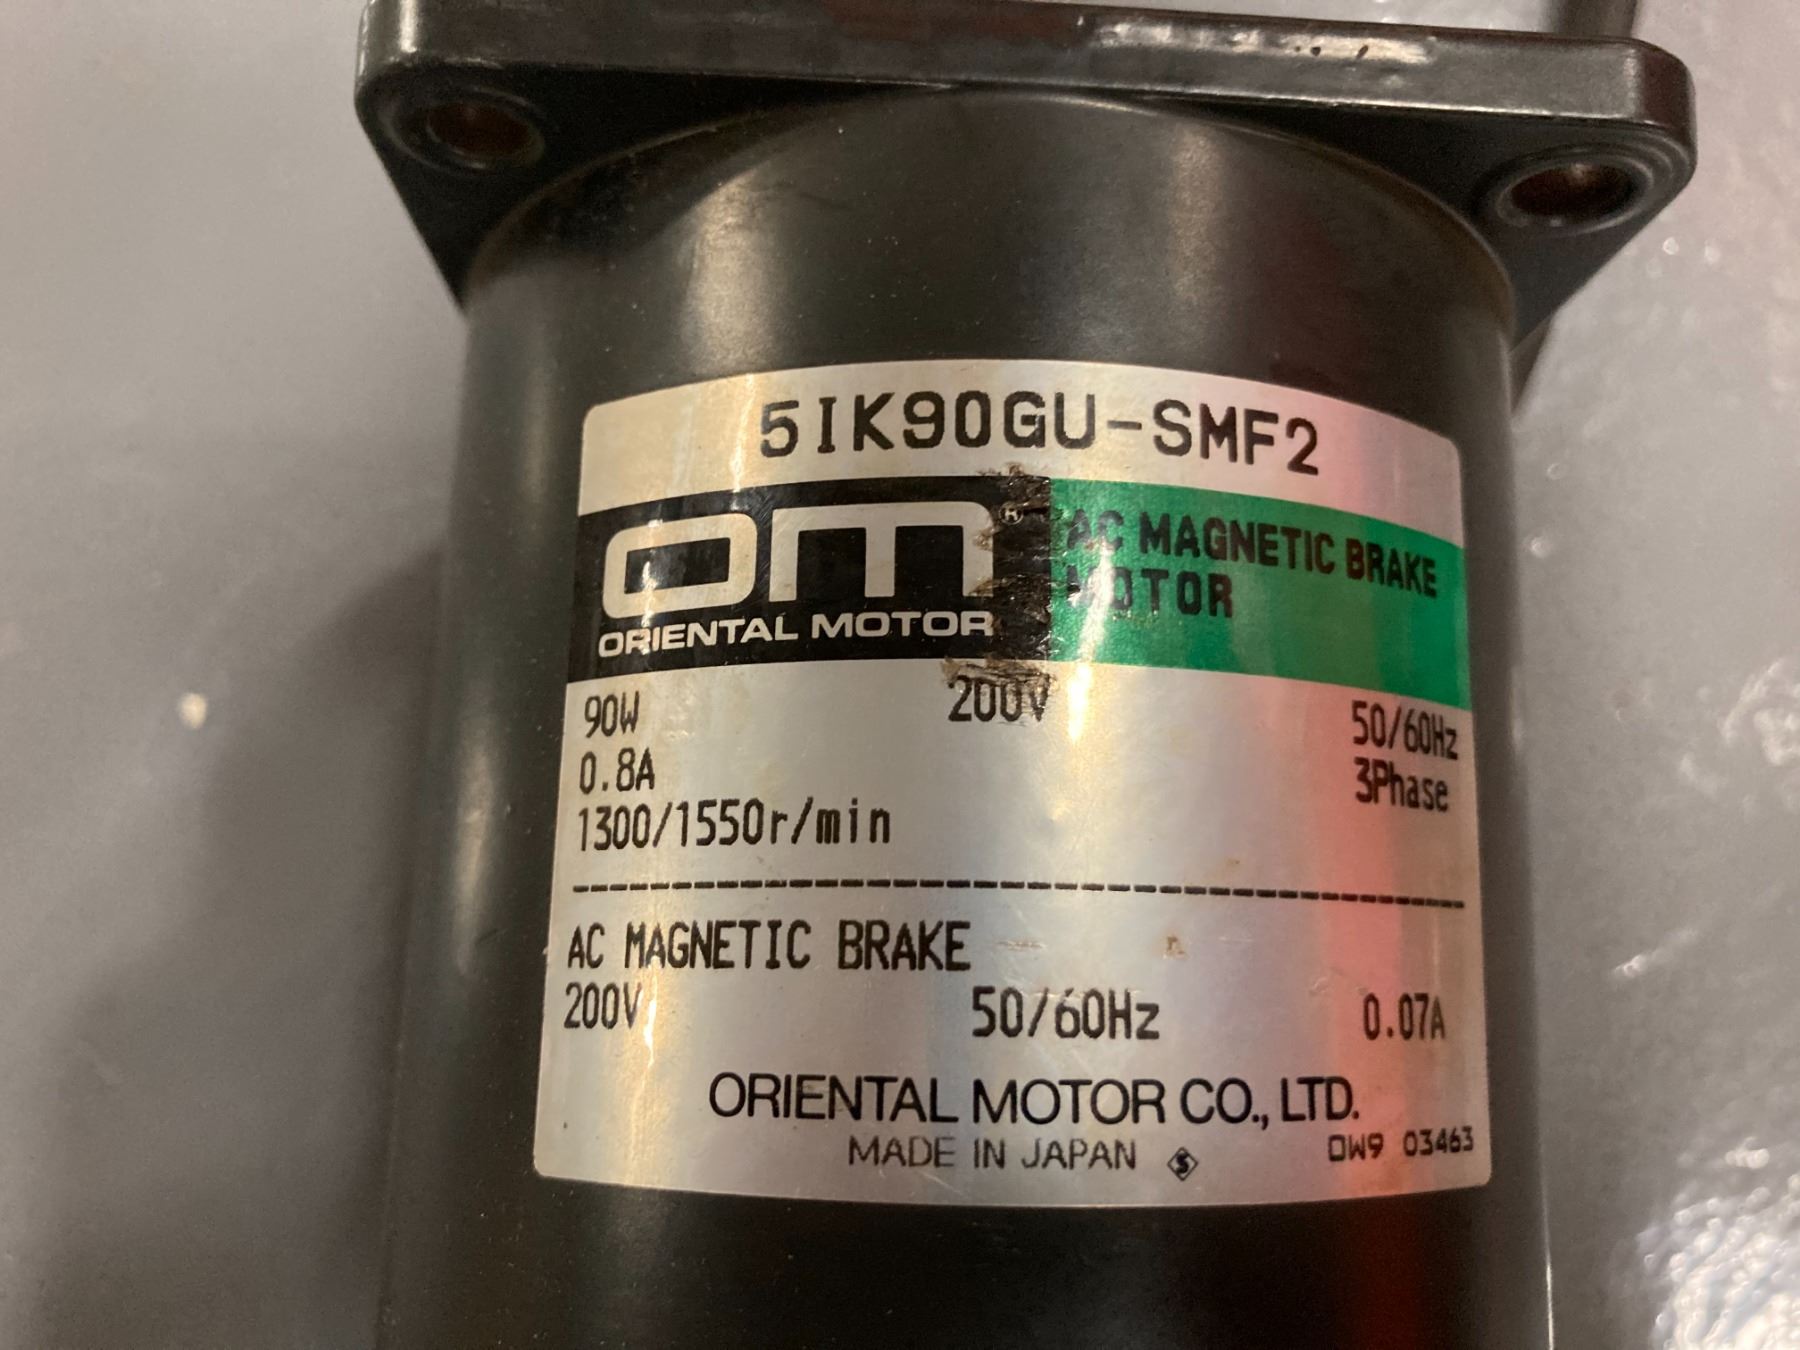 5IK90GU-SMF2
OM®
ORIENTAL MOTOR
AC MAGNETIC BRAKE
MOTOR
90W 200V 50/60Hz
0.8A 3Phase
1300/1550r/min
AC MAGNETIC BRAKE
200V 50/60Hz 0.07A
ORIENTAL MOTOR CO., LTD.
MADE IN JAPAN S OW9 03463